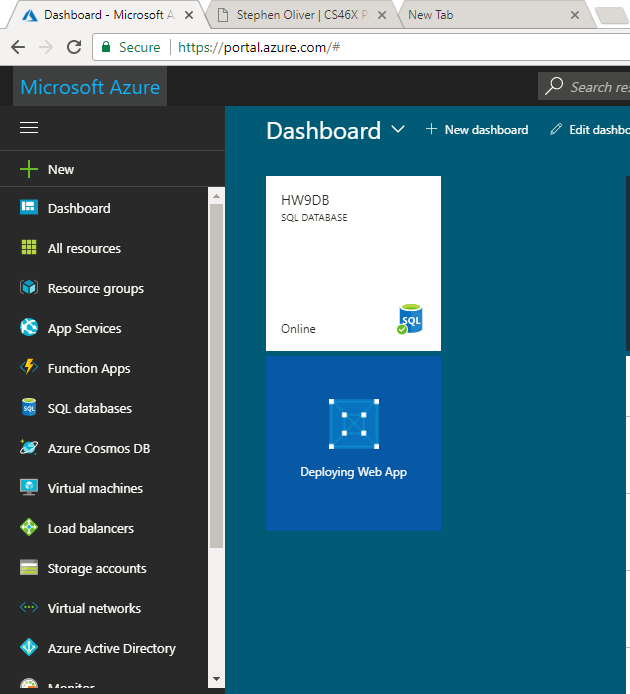 Dashboard - Microsoft A
Stephen Oliver | CS46X P
New Tab
Secure
https://portal.azure.com/#
Microsoft Azure
Search res
Dashboard
New dashboard
Edit dashbo
New
Dashboard
All resources
Resource groups
App Services
Function Apps
SQL databases
Azure Cosmos DB
Virtual machines
Load balancers
Storage accounts
Virtual networks
Azure Active Directory
Monitor
HW9DB
SQL DATABASE
Online
SQL
Deploying Web App